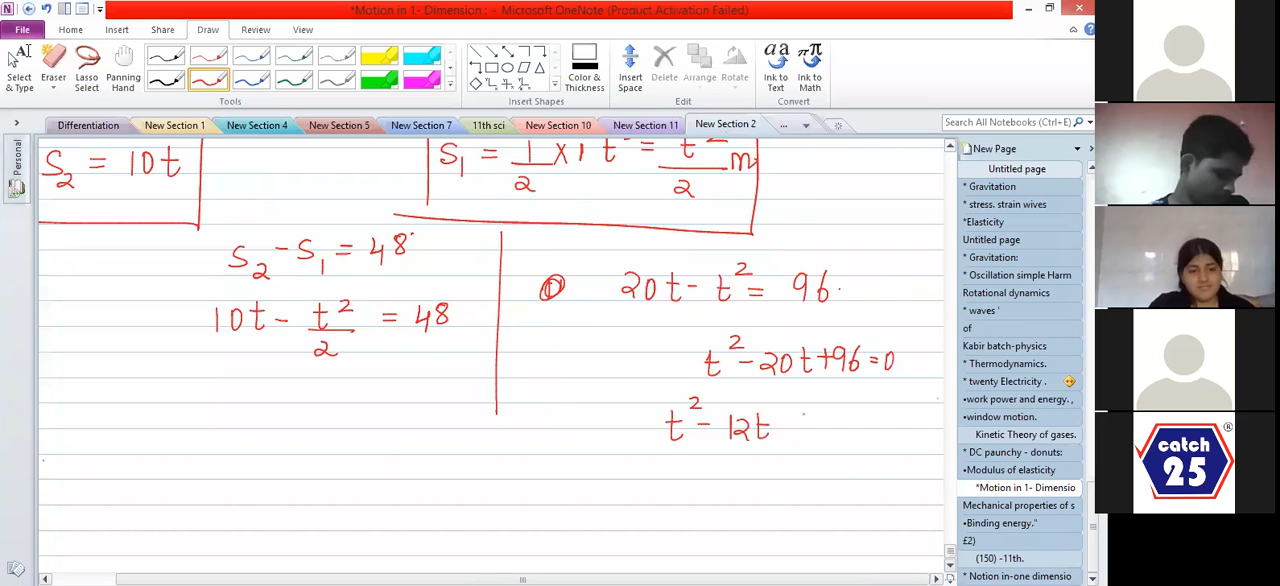 *Motion in 1- Dimension : - Microsoft OneNote (Product Activation Failed)
File Home Insert Share Draw Review View
Select & Type
Eraser
Lasso Select
Panning Hand
Color & Thickness
Insert Space
Delete
Arrange
Rotate
Ink to Text
Ink to Math
Tools
Insert Shapes
Edit
Convert
Differentiation New Section 1 New Section 4 New Section 5 New Section 7 11th sci New Section 10 New Section 11 New Section 2 ...
Search All Notebooks (Ctrl+E)
Personal
S₂ = 10t
S₁ = 1/2 × 1 t² = t²/2 m
S₂ - S₁ = 48
10t - t²/2 = 48
20t - t² = 96
t² - 20t + 96 = 0
t² - 12t
New Page
Untitled page
* Gravitation
* stress. strain wives
*Elasticity
Untitled page
* Gravitation:
* Oscillation simple Harm
Rotational dynamics
* waves '
of
Kabir batch-physics
* Thermodynamics.
* twenty Electricity .
•work power and energy. ,
•window motion.
Kinetic Theory of gases.
* DC paunchy - donuts:
•Modulus of elasticity
*Motion in 1- Dimensio
Mechanical properties of s
•Binding energy."
£2)
(150) -11th.
* Notion in-one dimensio
catch
25
®